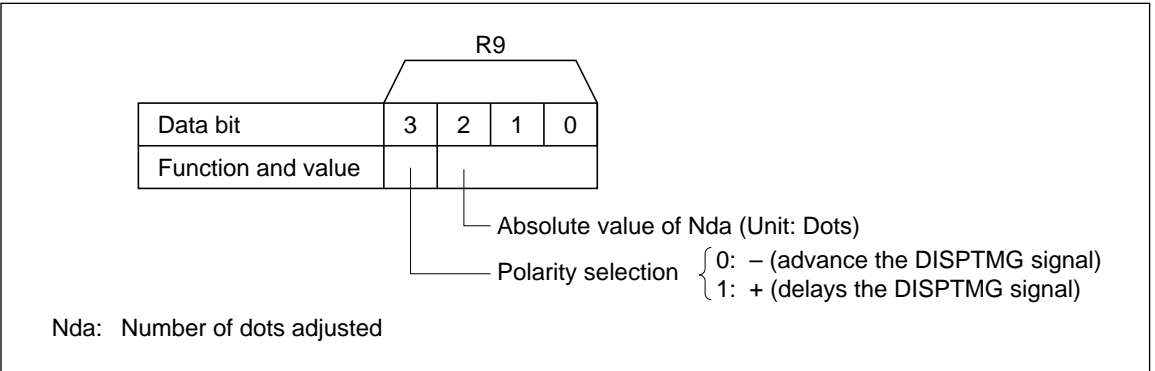 R9
Data bit 3 2 1 0
Function and value
Absolute value of Nda (Unit: Dots)
Polarity selection { 0: – (advance the DISPTMG signal)
1: + (delays the DISPTMG signal)
Nda: Number of dots adjusted